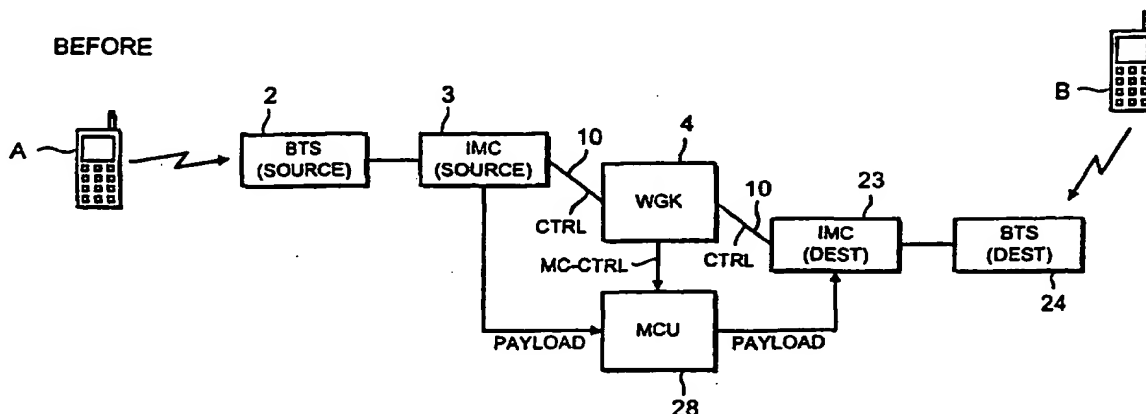 BEFORE
A
2
BTS
(SOURCE)
3
IMC
(SOURCE)
10
CTRL
4
WGK
MC-CTRL
10
CTRL
23
IMC
(DEST)
BTS
(DEST)
24
B
PAYLOAD
MCU
28
PAYLOAD